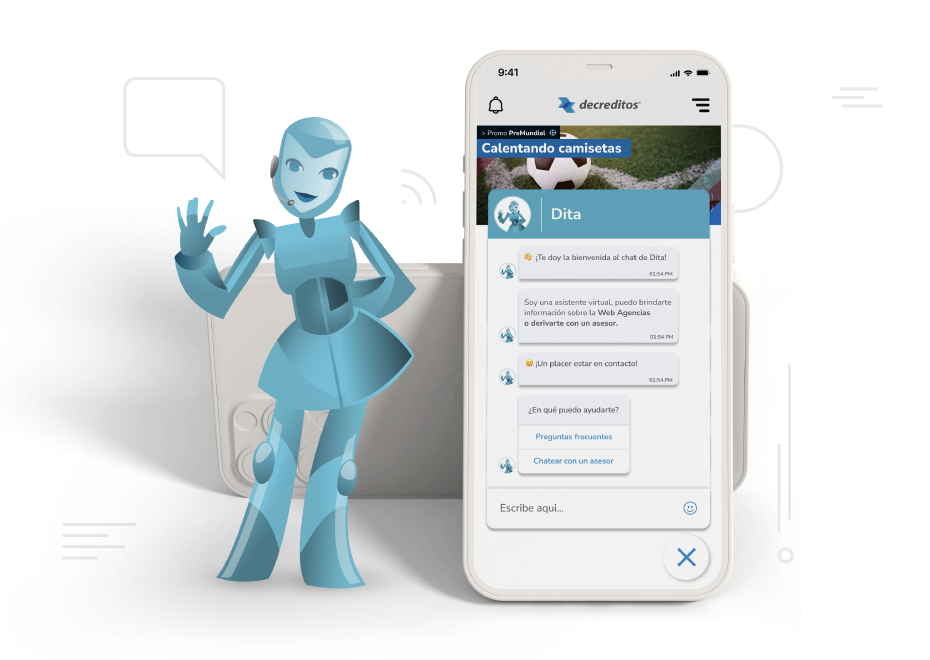 9:41
decreditos
> Promo PreMundial
Calentando camisetas
Dita
👋 ¡Te doy la bienvenida al chat de Dita!
01:54 PM
Soy una asistente virtual, puedo brindarte
información sobre la Web Agencias
o derivarte con un asesor.
01:54 PM
😄 ¡Un placer estar en contacto!
01:54 PM
¿En qué puedo ayudarte?
Preguntas frecuentes
Chatear con un asesor
Escribe aqui...